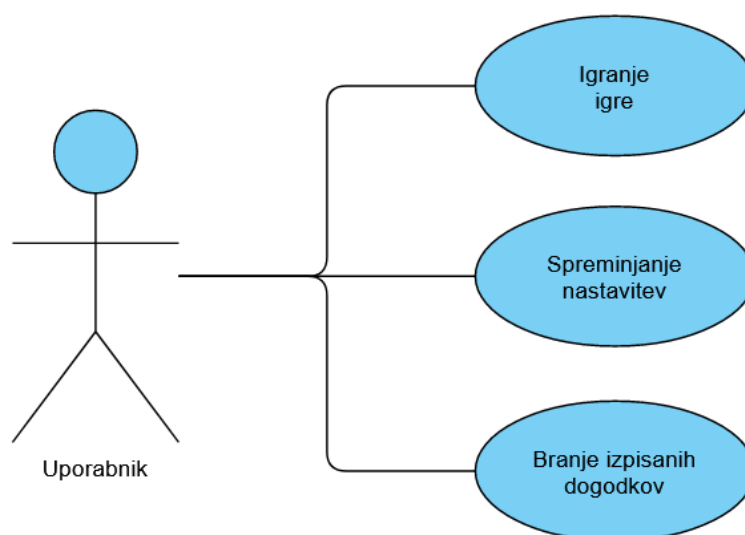 Igranje
igre
Spreminjanje
nastavitev
Branje izpisanih
dogodkov
Uporabnik